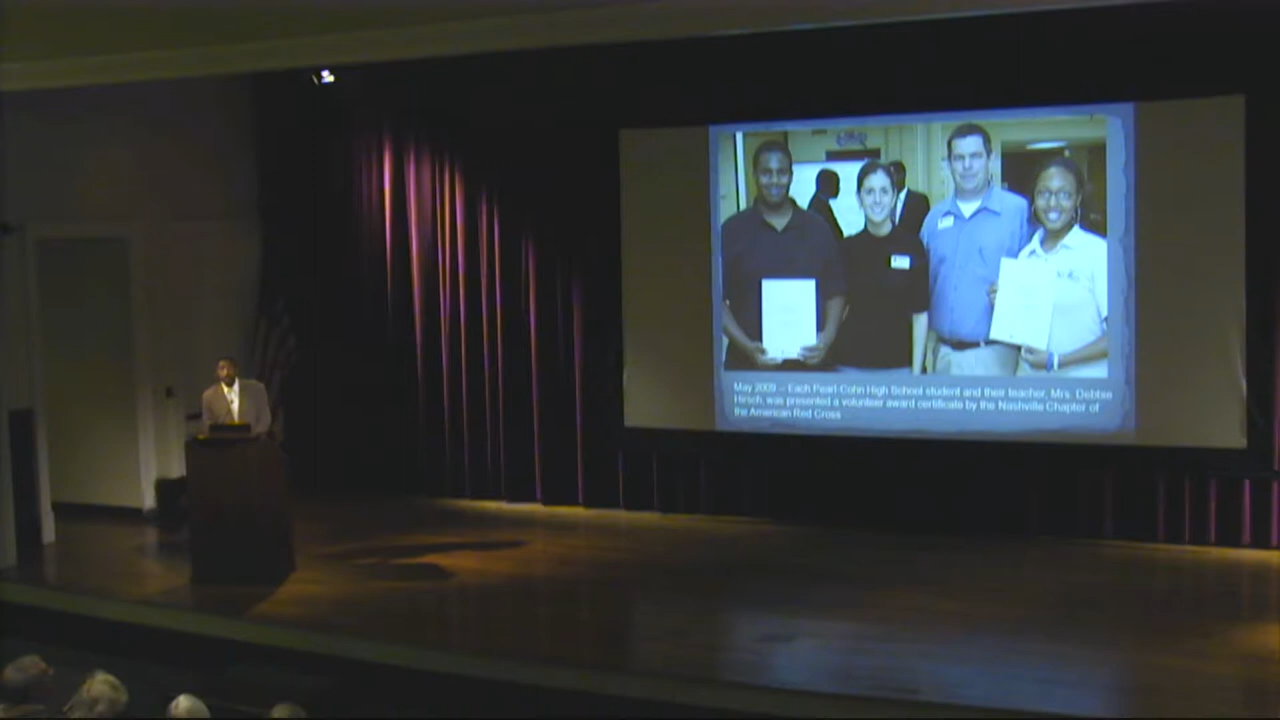 May 2009 – Each Pearl-Cohn High School student and their teacher, Mrs. Debbie
Hirsch, was presented a volunteer award certificate by the Nashville Chapter of
the American Red Cross